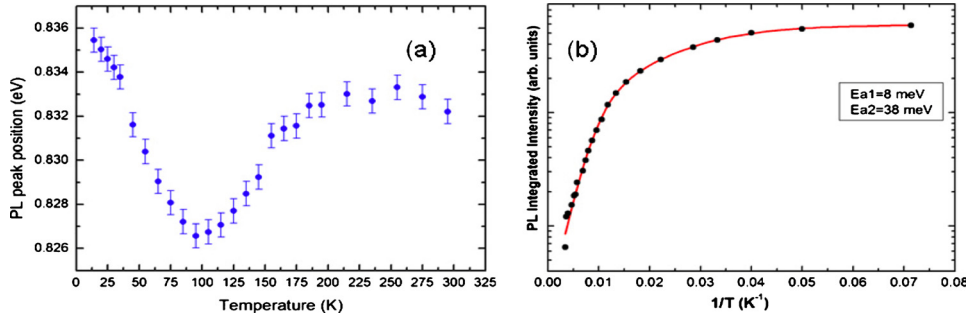 (a)
PL peak position (eV)
0.836
0.834
0.832
0.830
0.828
0.826
0 25 50 75 100 125 150 175 200 225 250 275 300 325
Temperature (K)
(b)
PL Integrated Intensity (arb. units)
Ea1=8 meV
Ea2=38 meV
0.00 0.01 0.02 0.03 0.04 0.05 0.06 0.07 0.08
1/T (K⁻¹)